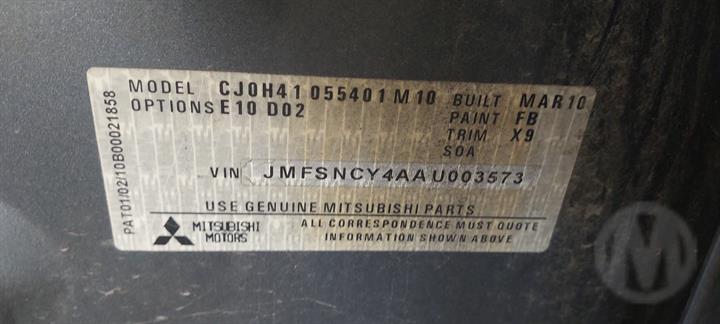 PAT01/02/10B00021858
MODEL CJ0H41 055401 M10 BUILT MAR10
OPTIONS E10 D02 PAINT FB
TRIM X9
SOA
VIN JMFSNCY4AAU003573
USE GENUINE MITSUBISHI PARTS
MITSUBISHI MOTORS
ALL CORRESPONDENCE MUST QUOTE
INFORMATION SHOWN ABOVE
M